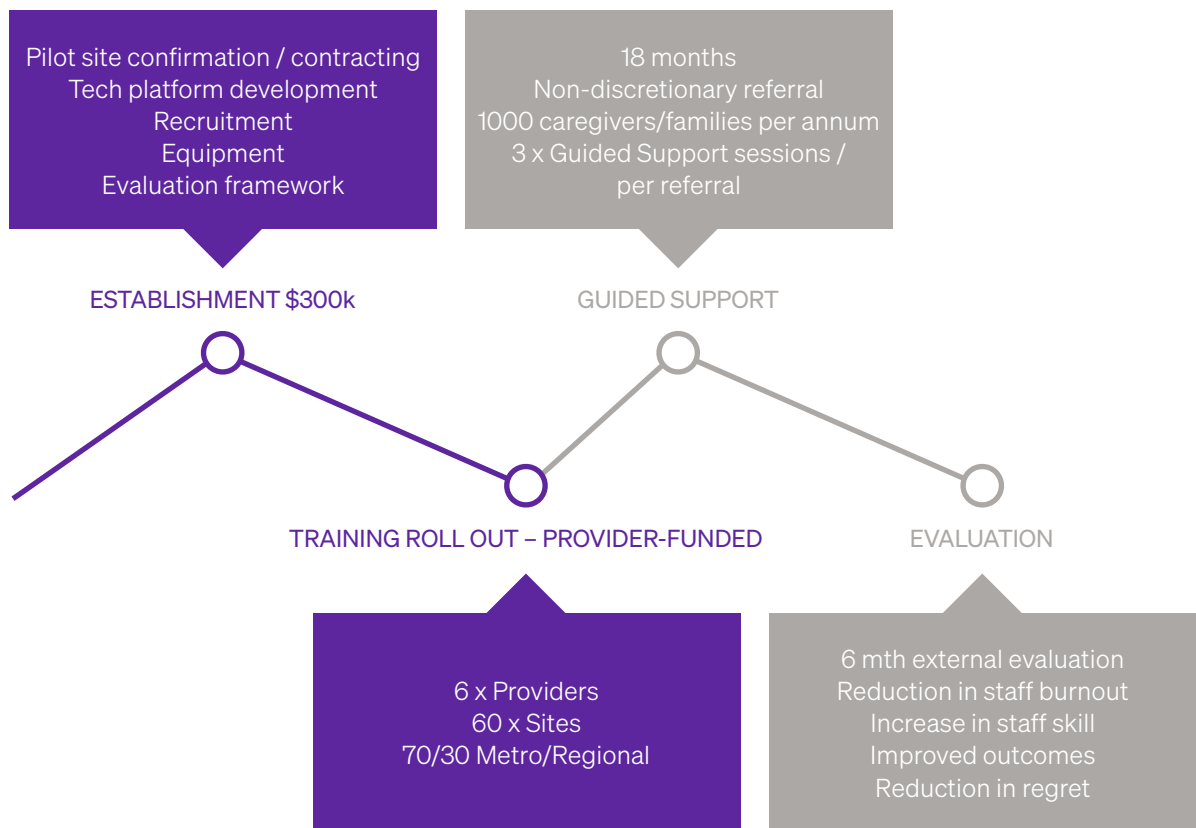 Pilot site confirmation / contracting
Tech platform development
Recruitment
Equipment
Evaluation framework
ESTABLISHMENT $300k
18 months
Non-discretionary referral
1000 caregivers/families per annum
3 x Guided Support sessions /
per referral
GUIDED SUPPORT
TRAINING ROLL OUT – PROVIDER-FUNDED
6 x Providers
60 x Sites
70/30 Metro/Regional
EVALUATION
6 mth external evaluation
Reduction in staff burnout
Increase in staff skill
Improved outcomes
Reduction in regret